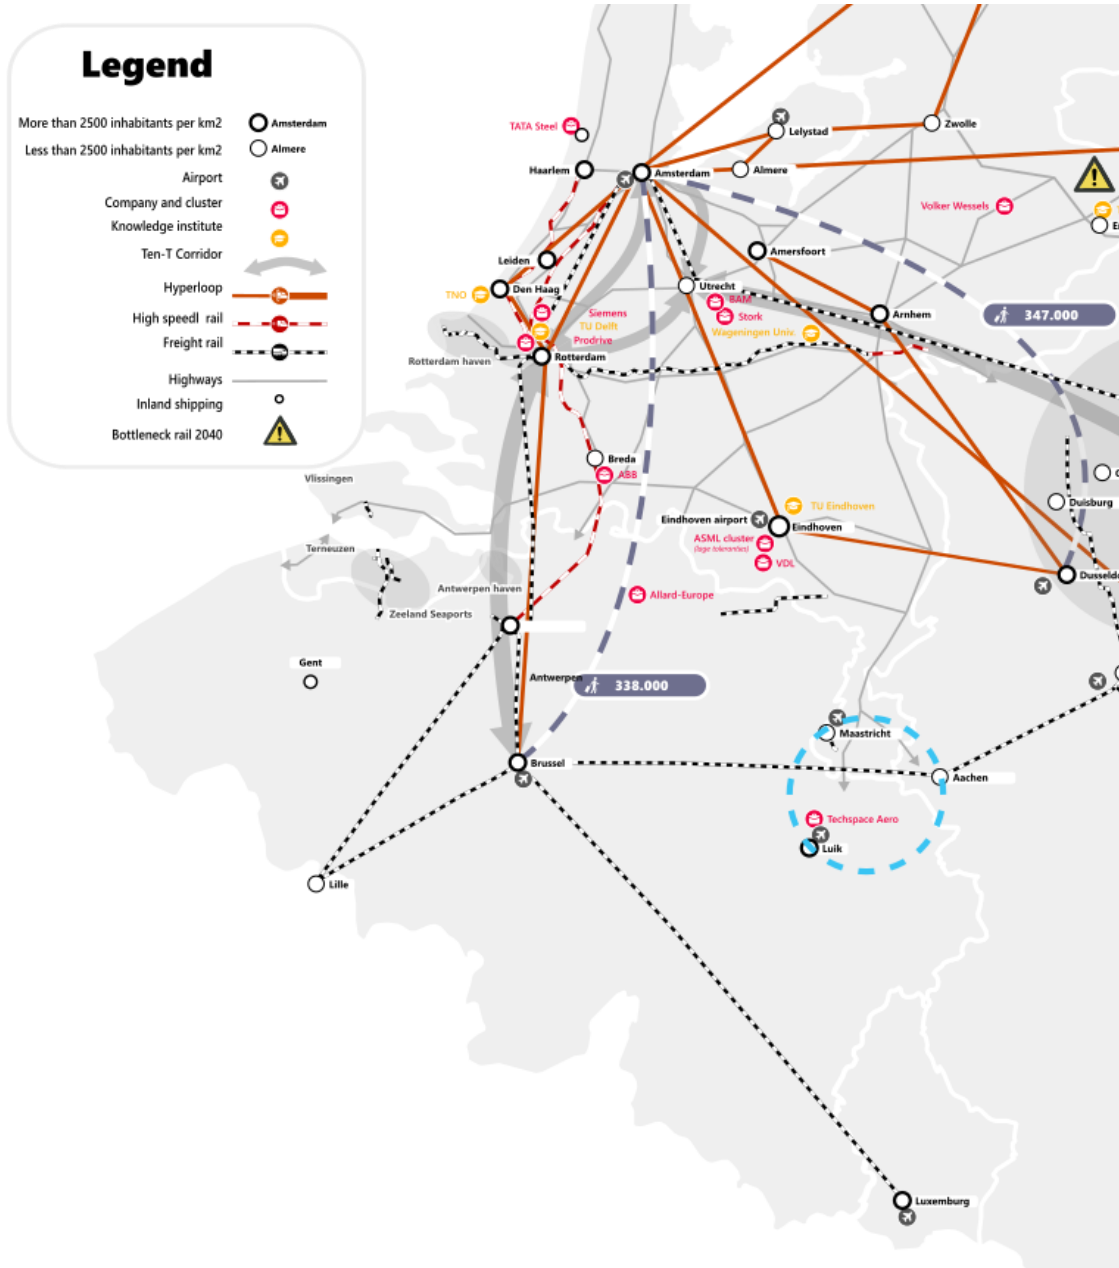 Legend
More than 2500 inhabitants per km2
Amsterdam
Less than 2500 inhabitants per km2
Almere
Airport
Company and cluster
Knowledge institute
Ten-T Corridor
Hyperloop
High speedl rail
Freight rail
Highways
Inland shipping
Bottleneck rail 2040
TATA Steel
Lelystad
Zwolle
Haarlem
Amsterdam
Almere
Volker Wessels
Amersfoort
Leiden
Den Haag
TNO
Utrecht
BAM
Stork
Siemens
TU Delft
Prodrive
Wageningen Univ.
Arnhem
347.000
Rotterdam haven
Rotterdam
Breda
ABB
Vlissingen
Duisburg
TU Eindhoven
Eindhoven airport
Eindhoven
ASML cluster
(lage toleranties)
VDL
Terneuzen
Antwerpen haven
Allard-Europe
Zeeland Seaports
Gent
Antwerpen
338.000
Maastricht
Brussel
Aachen
Techspace Aero
Luik
Lille
Luxemburg